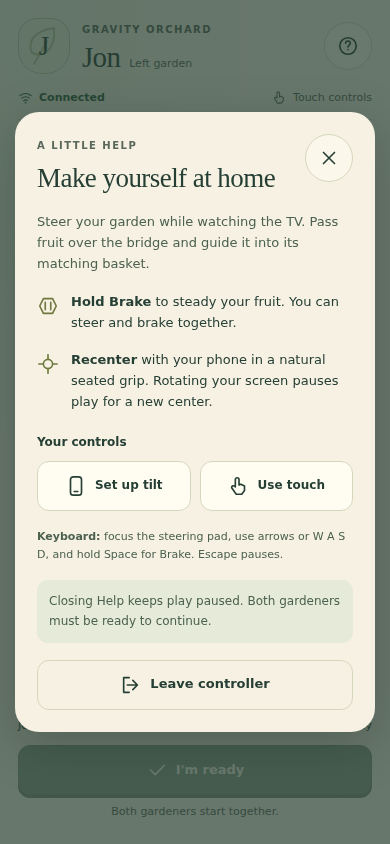 GRAVITY ORCHARD
J
Jon Left garden
Connected
Touch controls
A LITTLE HELP
Make yourself at home
Steer your garden while watching the TV. Pass
fruit over the bridge and guide it into its
matching basket.
Hold Brake to steady your fruit. You can
steer and brake together.
Recenter with your phone in a natural
seated grip. Rotating your screen pauses
play for a new center.
Your controls
Set up tilt
Use touch
Keyboard: focus the steering pad, use arrows or W A S
D, and hold Space for Brake. Escape pauses.
Closing Help keeps play paused. Both gardeners
must be ready to continue.
Leave controller
I'm ready
Both gardeners start together.